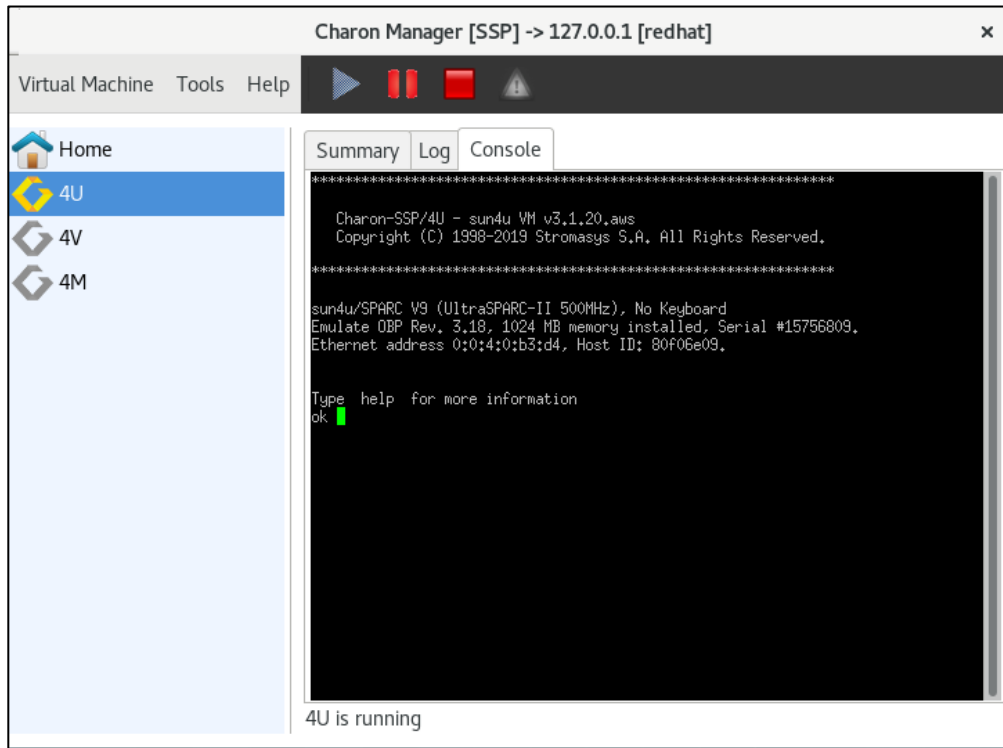 Charon Manager [SSP] -> 127.0.0.1 [redhat] ×
Virtual Machine Tools Help
Home
4U
4V
4M
Summary Log Console
***************************************************************
Charon-SSP/4U - sun4u VM v3.1.20.aws
Copyright (C) 1998-2019 Stromasys S.A. All Rights Reserved.
***************************************************************
sun4u/SPARC V9 (UltraSPARC-II 500MHz), No Keyboard
Emulate OBP Rev. 3.18, 1024 MB memory installed, Serial #15756809.
Ethernet address 0:0:4:0:b3:d4, Host ID: 80f06e09.
Type help for more information
ok
4U is running